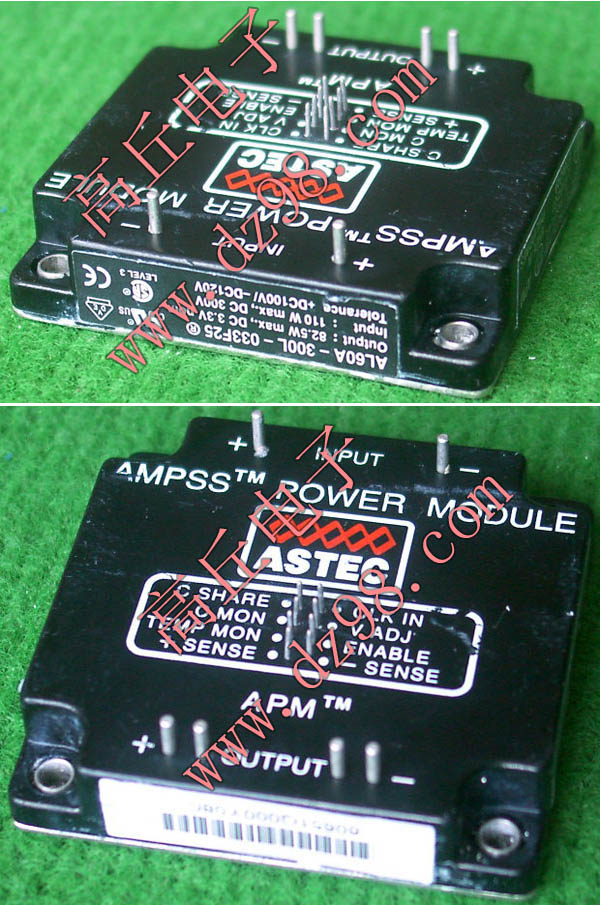 OUTPUT
+
APM™
CLK IN
V.ADJ
ENABLE
– SENSE
C SHARE
C MON
TEMP MON
+ SENSE
ASTEC
AMPSS™ POWER MODULE
INPUT
–
+
AL60A – 300L – 033F25 ®
Output : 82.5W max., DC 3.3V
Input : 110 W max., DC 300V
Tolerance +DC100V/–DC120V
LEVEL 3
CE
高丘电子
www.dz98.com
+
INPUT
–
AMPSS™ POWER MODULE
ASTEC
C SHARE
C MON
TEMP MON
+ SENSE
CLK IN
V.ADJ
ENABLE
– SENSE
APM™
+
OUTPUT
–
高丘电子
www.dz98.com